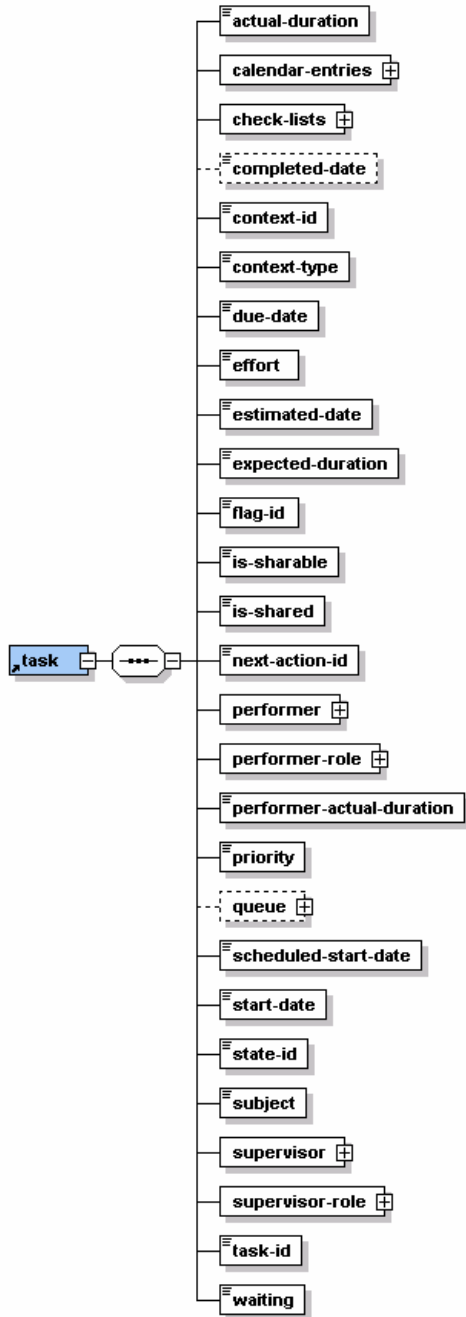 actual-duration
calendar-entries
check-lists
completed-date
context-id
context-type
due-date
effort
estimated-date
expected-duration
flag-id
is-sharable
is-shared
task
next-action-id
performer
performer-role
performer-actual-duration
priority
queue
scheduled-start-date
start-date
state-id
subject
supervisor
supervisor-role
task-id
waiting